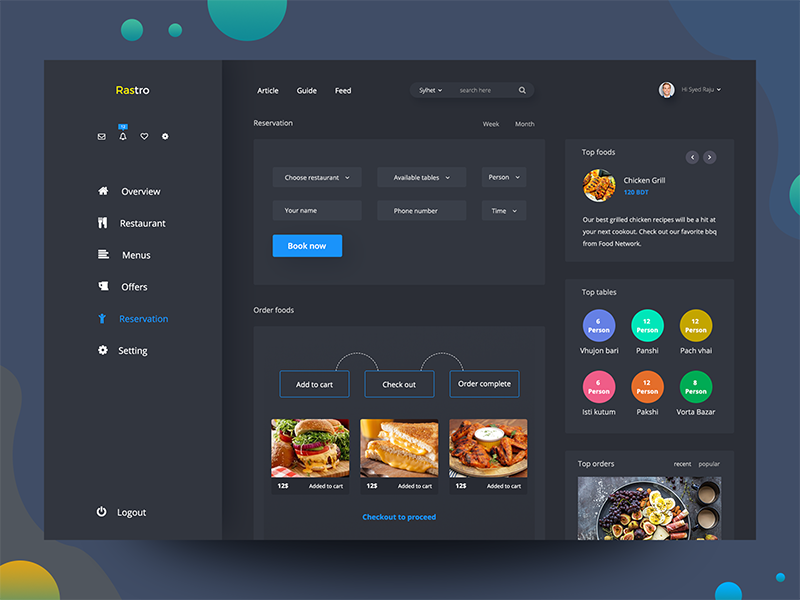 Rastro
Overview
Restaurant
Menus
Offers
Reservation
Setting
Logout
Article Guide Feed
Sylhet search here
Hi Syed Raju
Reservation Week Month
Choose restaurant Available tables Person
Your name Phone number Time
Book now
Order foods
Add to cart Check out Order complete
12$ Added to cart 12$ Added to cart 12$ Added to cart
Checkout to proceed
Top foods
Chicken Grill
120 BDT
Our best grilled chicken recipes will be a hit at
your next cookout. Check out our favorite bbq
from Food Network.
Top tables
6 12 12
Person Person Person
Vhujon bari Panshi Pach vhai
6 12 8
Person Person Person
Isti kutum Pakshi Vorta Bazar
Top orders recent popular